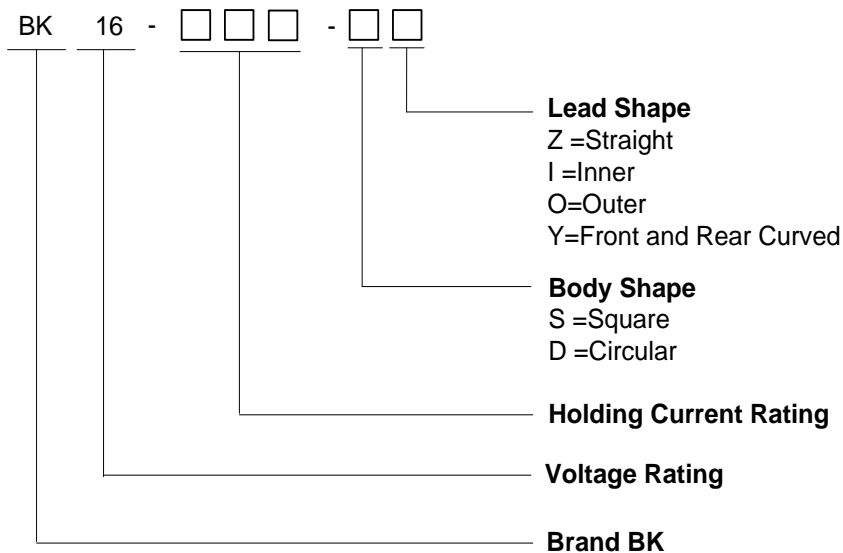 BK 16 - □□□ - □□
Lead Shape
Z =Straight
I =Inner
O=Outer
Y=Front and Rear Curved
Body Shape
S =Square
D =Circular
Holding Current Rating
Voltage Rating
Brand BK